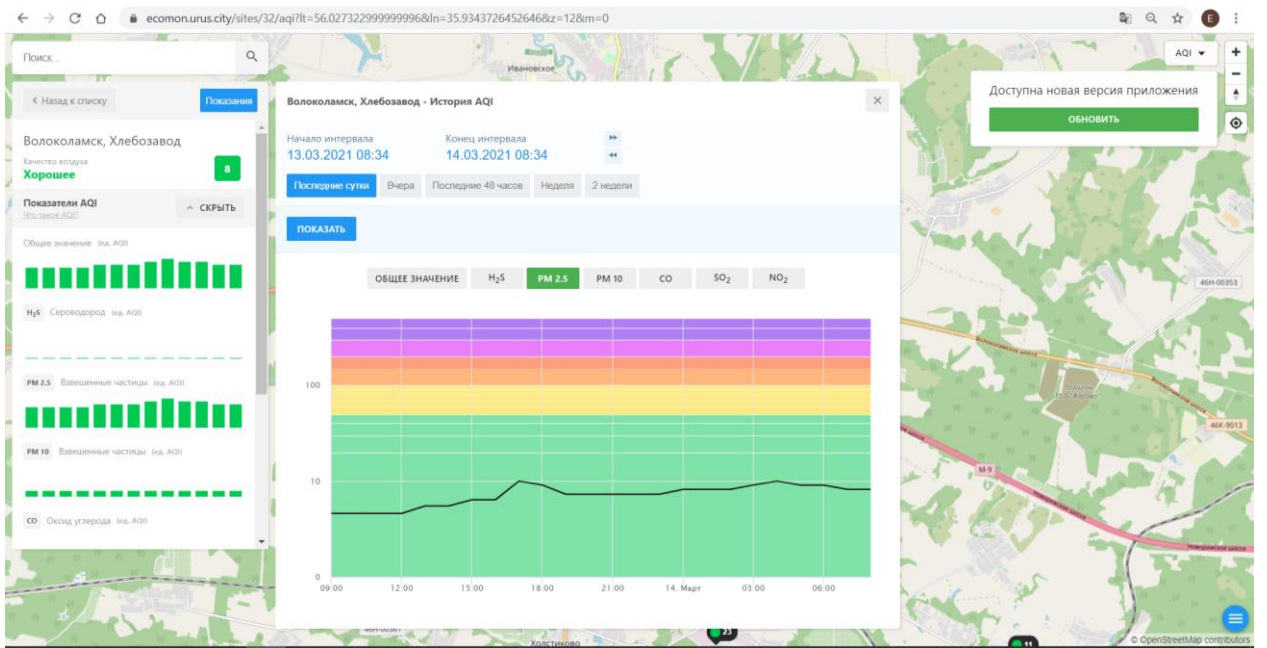 ecomon.urus.city/sites/32/aqi?lt=56.027322999999996&ln=35.9343726452646&z=12&m=0
E
Поиск...
Ивановское
AQI
+
−
Доступна новая версия приложения
ОБНОВИТЬ
Назад к списку
Показания
Волоколамск, Хлебозавод
Качество воздуха
Хорошее
8
Показатели AQI
Что такое AQI?
СКРЫТЬ
Общее значение (ед. AQI)
H2S Сероводород (ед. AQI)
PM 2.5 Взвешенные частицы (ед. AQI)
PM 10 Взвешенные частицы (ед. AQI)
CO Оксид углерода (ед. AQI)
Волоколамск, Хлебозавод - История AQI
Начало интервала
13.03.2021 08:34
Конец интервала
14.03.2021 08:34
Последние сутки
Вчера
Последние 48 часов
Неделя
2 недели
ПОКАЗАТЬ
ОБЩЕЕ ЗНАЧЕНИЕ
H2S
PM 2.5
PM 10
CO
SO2
NO2
100
10
0
09:00 12:00 15:00 18:00 21:00 14. Март 03:00 06:00
46Н-00353
Волоколамское шоссе
46К-9013
М-9
Новорижское шоссе
Холстниково
23
11
© OpenStreetMap contributors